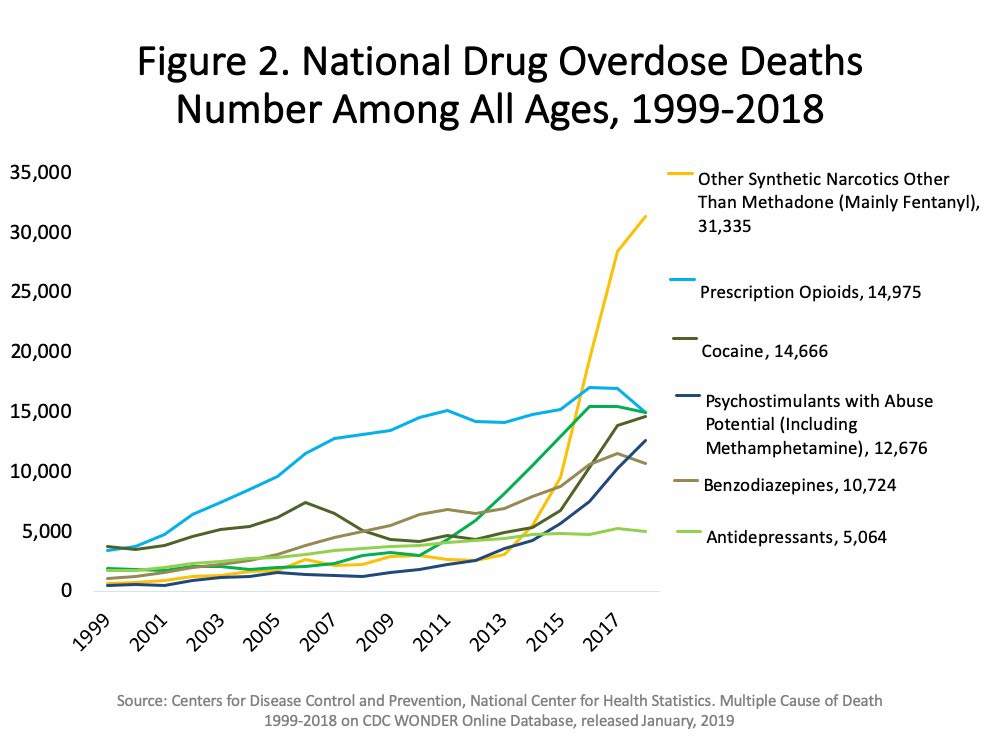 Figure 2. National Drug Overdose Deaths
Number Among All Ages, 1999-2018
35,000
30,000
25,000
20,000
15,000
10,000
5,000
0
1999
2001
2003
2005
2007
2009
2011
2013
2015
2017
Other Synthetic Narcotics Other
Than Methadone (Mainly Fentanyl),
31,335
Prescription Opioids, 14,975
Cocaine, 14,666
Psychostimulants with Abuse
Potential (Including
Methamphetamine), 12,676
Benzodiazepines, 10,724
Antidepressants, 5,064
Source: Centers for Disease Control and Prevention, National Center for Health Statistics. Multiple Cause of Death
1999-2018 on CDC WONDER Online Database, released January, 2019